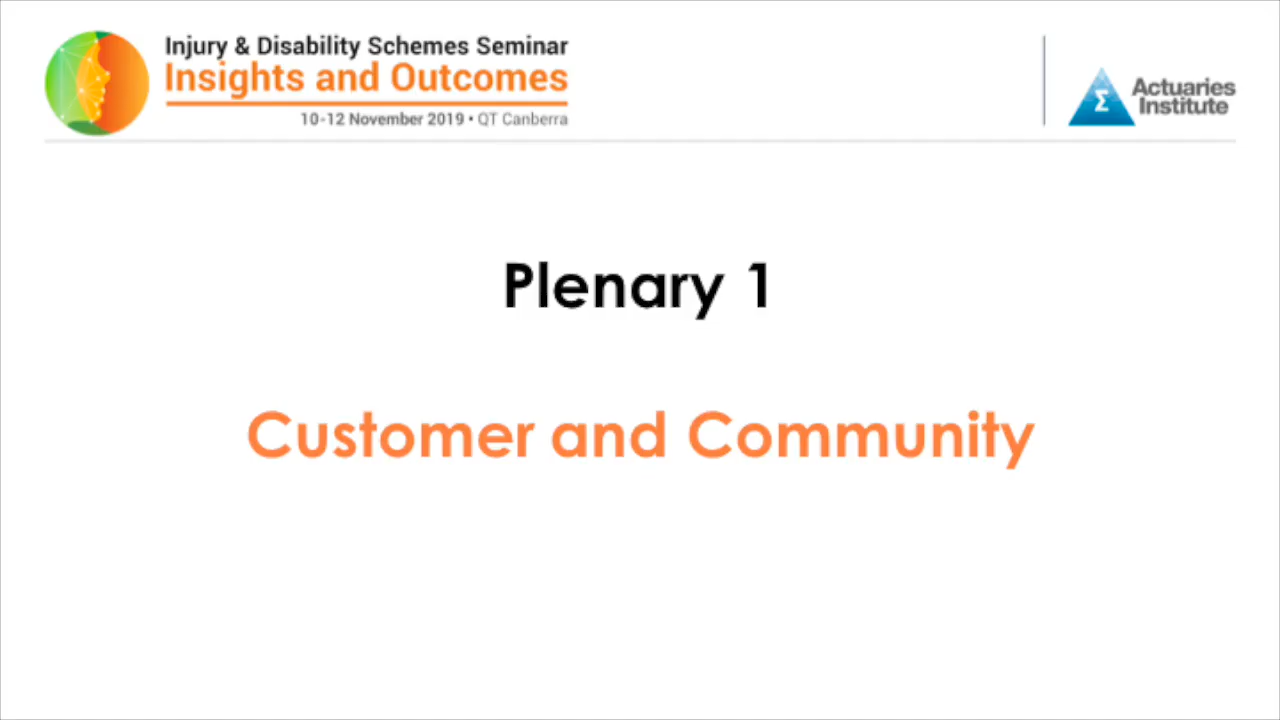 Injury & Disability Schemes Seminar
Insights and Outcomes
10-12 November 2019 • QT Canberra
Σ
Actuaries
Institute
Plenary 1
Customer and Community